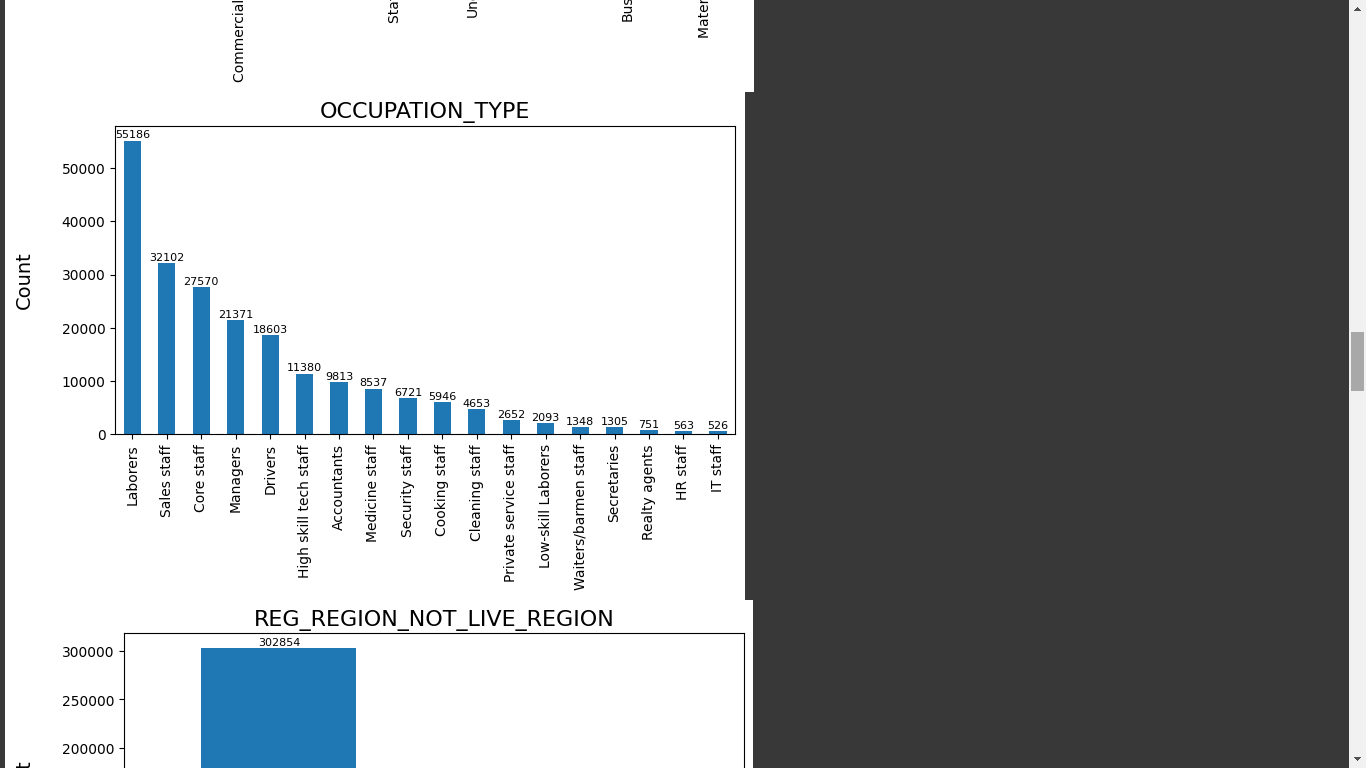 Commercial
Sta
Un
Bus
Mater
OCCUPATION_TYPE
Count
50000
40000
30000
20000
10000
0
55186
32102
27570
21371
18603
11380
9813
8537
6721
5946
4653
2652
2093
1348
1305
751
563
526
Laborers
Sales staff
Core staff
Managers
Drivers
High skill tech staff
Accountants
Medicine staff
Security staff
Cooking staff
Cleaning staff
Private service staff
Low-skill Laborers
Waiters/barmen staff
Secretaries
Realty agents
HR staff
IT staff
REG_REGION_NOT_LIVE_REGION
302854
300000
250000
200000
t